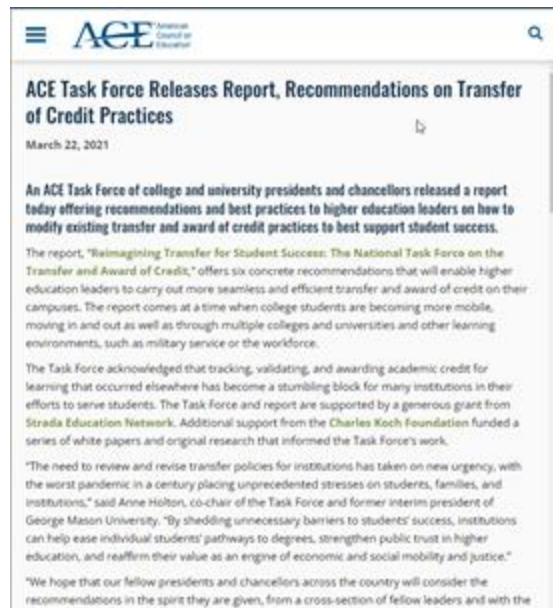 ACE
American
Council on
Education
ACE Task Force Releases Report, Recommendations on Transfer
of Credit Practices
March 22, 2021
An ACE Task Force of college and university presidents and chancellors released a report
today offering recommendations and best practices to higher education leaders on how to
modify existing transfer and award of credit practices to best support student success.
The report, "Reimagining Transfer for Student Success: The National Task Force on the
Transfer and Award of Credit," offers six concrete recommendations that will enable higher
education leaders to carry out more seamless and efficient transfer and award of credit on their
campuses. The report comes at a time when college students are becoming more mobile,
moving in and out as well as through multiple colleges and universities and other learning
environments, such as military service or the workforce.
The Task Force acknowledged that tracking, validating, and awarding academic credit for
learning that occurred elsewhere has become a stumbling block for many institutions in their
efforts to serve students. The Task Force and report are supported by a generous grant from
Strada Education Network. Additional support from the Charles Koch Foundation funded a
series of white papers and original research that informed the Task Force's work.
"The need to review and revise transfer policies for institutions has taken on new urgency, with
the worst pandemic in a century placing unprecedented stresses on students, families, and
institutions," said Anne Holton, co-chair of the Task Force and former interim president of
George Mason University. "By shedding unnecessary barriers to students' success, institutions
can help ease individual students' pathways to degrees, strengthen public trust in higher
education, and reaffirm their value as an engine of economic and social mobility and justice."
"We hope that our fellow presidents and chancellors across the country will consider the
recommendations in the spirit they are given, from a cross-section of fellow leaders and with the